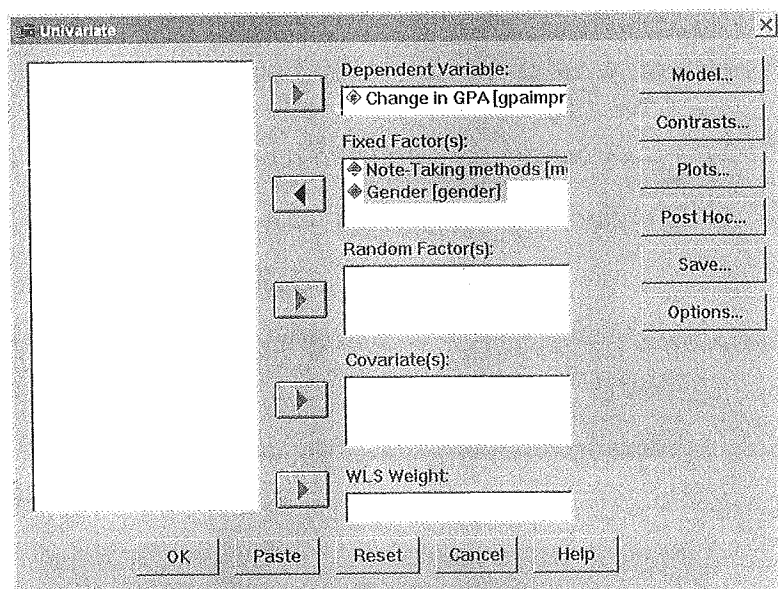 Univariate
Dependent Variable:
Change in GPA [gpaimpr
Fixed Factor(s):
Note-Taking methods [m
Gender [gender]
Random Factor(s):
Covariate(s):
WLS Weight:
Model...
Contrasts...
Plots...
Post Hoc...
Save...
Options...
OK Paste Reset Cancel Help